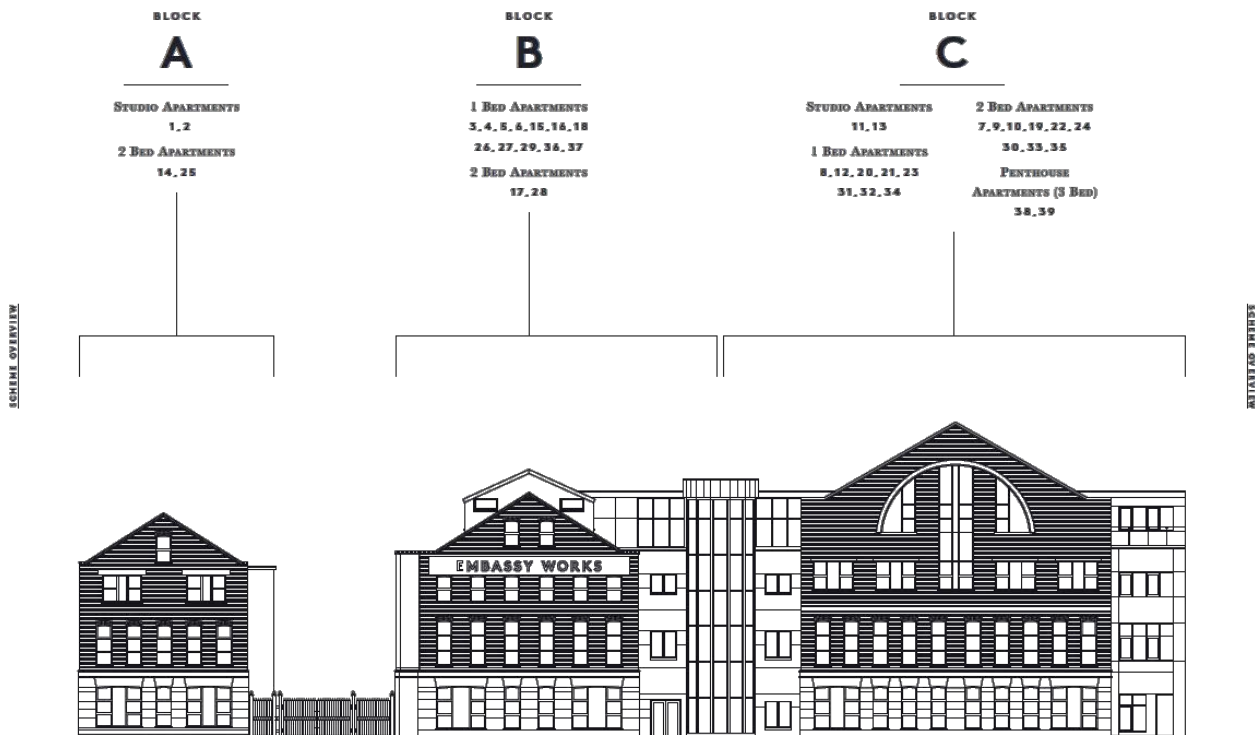 BLOCK
A
STUDIO APARTMENTS
1,2
2 BED APARTMENTS
14,25
BLOCK
B
1 BED APARTMENTS
3,4,5,6,15,16,18
26,27,29,36,37
2 BED APARTMENTS
17,28
BLOCK
C
STUDIO APARTMENTS
11,13
1 BED APARTMENTS
8,12,20,21,23
31,32,34
2 BED APARTMENTS
7,9,10,19,22,24
30,33,35
PENTHOUSE
APARTMENTS (3 BED)
38,39
SCHEME OVERVIEW
SCHEME OVERVIEW
EMBASSY WORKS